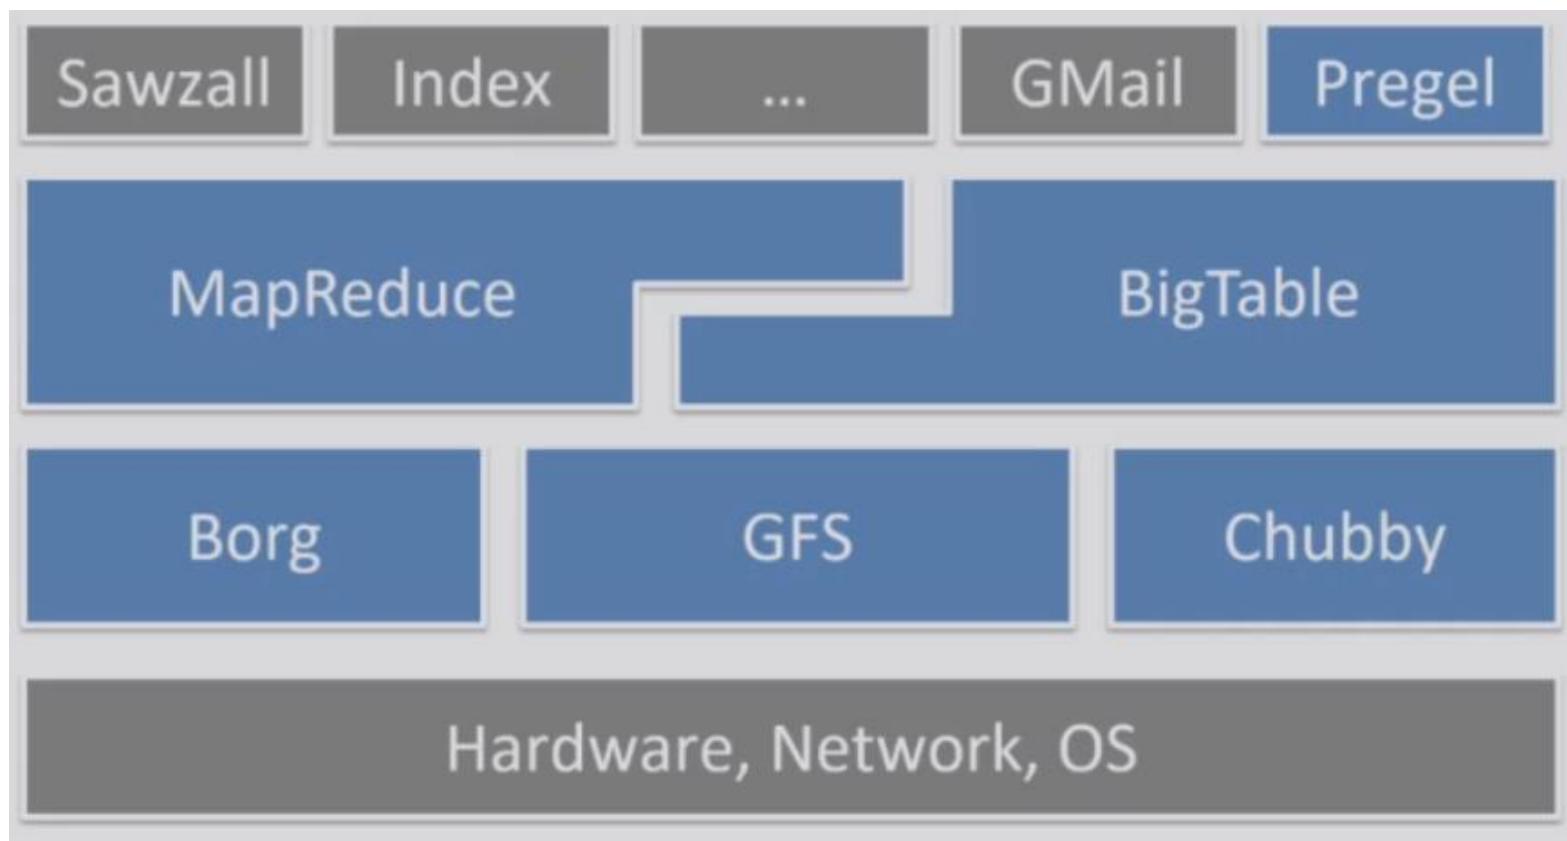 Sawzall
Index
...
GMail
Pregel
MapReduce
BigTable
Borg
GFS
Chubby
Hardware, Network, OS